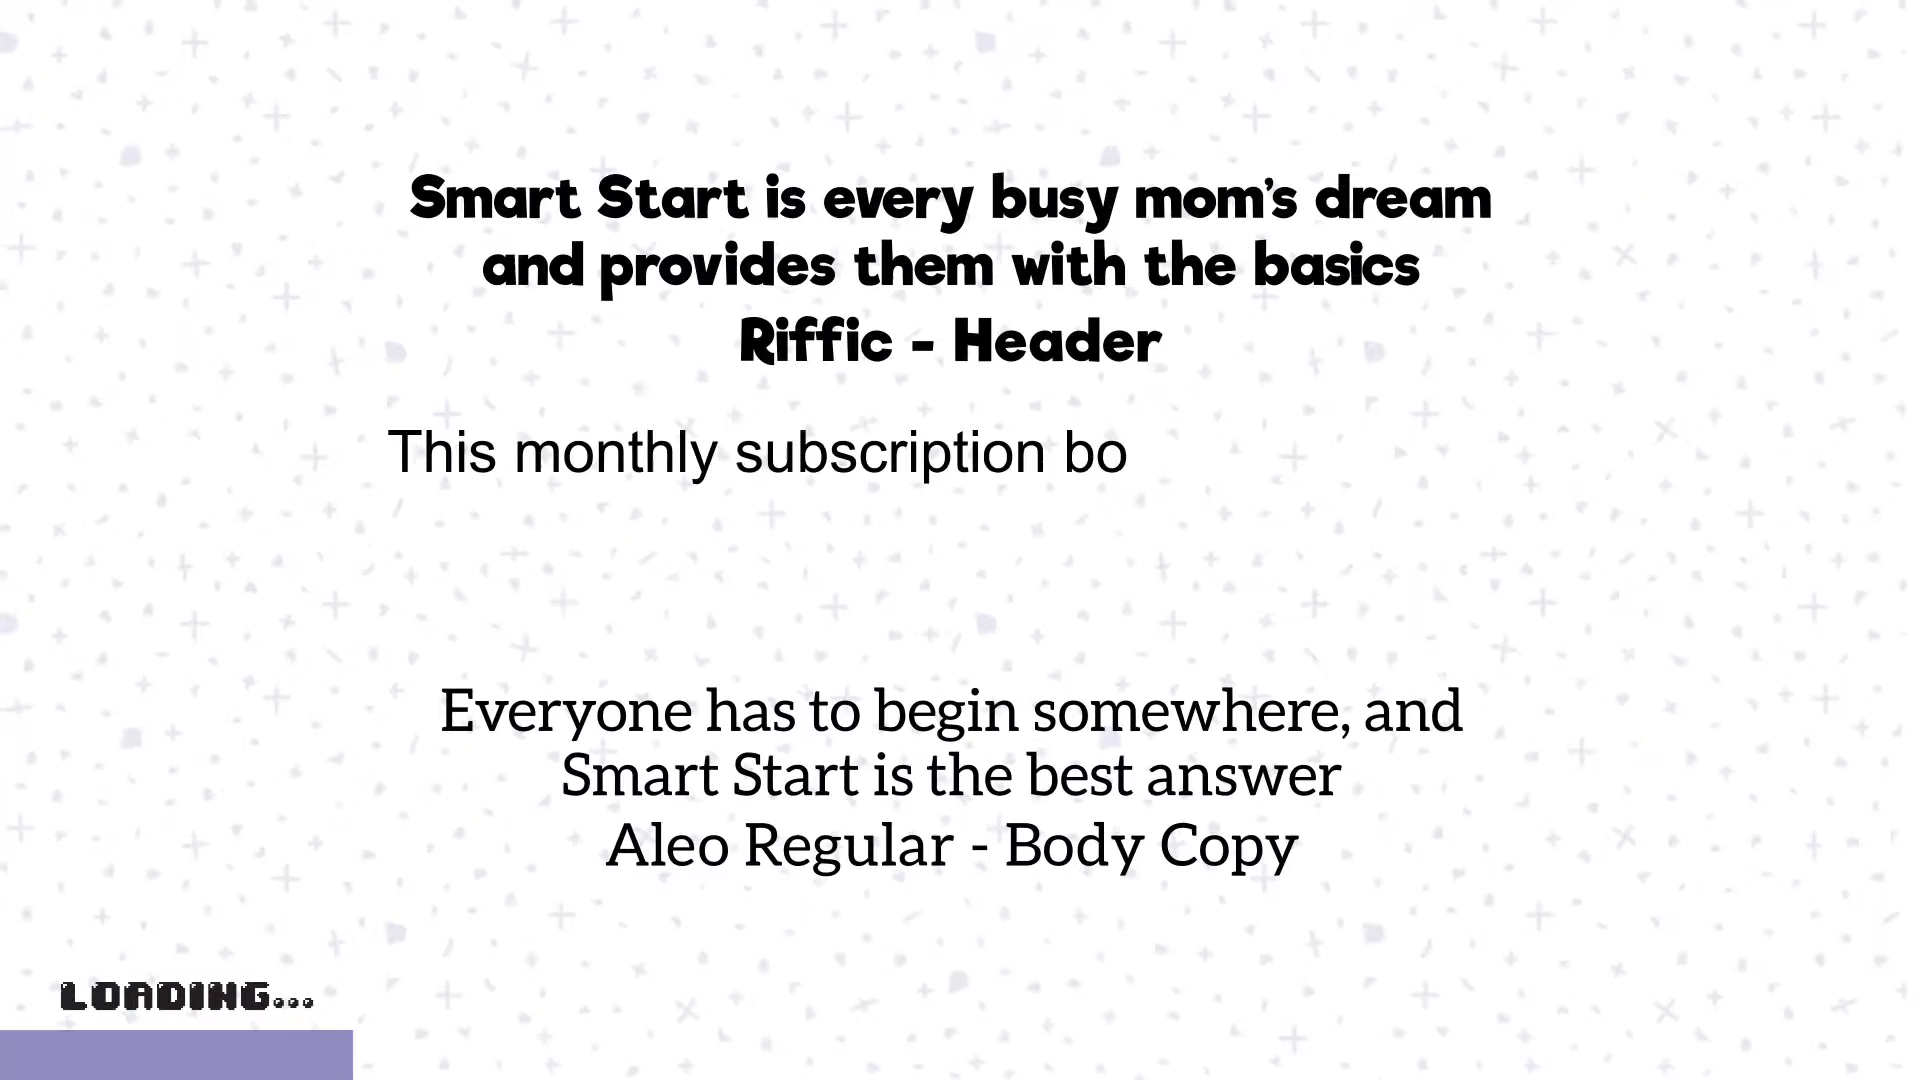 Smart Start is every busy mom's dream
and provides them with the basics
Riffic - Header
This monthly subscription bo
Everyone has to begin somewhere, and
Smart Start is the best answer
Aleo Regular - Body Copy
LOADING...